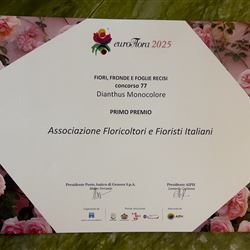 euroflora 2025
FIORI, FRONDE E FOGLIE RECISI
concorso 77
Dianthus Monocolore
PRIMO PREMIO
Associazione Floricoltori e Fioristi Italiani
Presidente Porto Antico di Genova S.p.A.
Presidente AIPFI